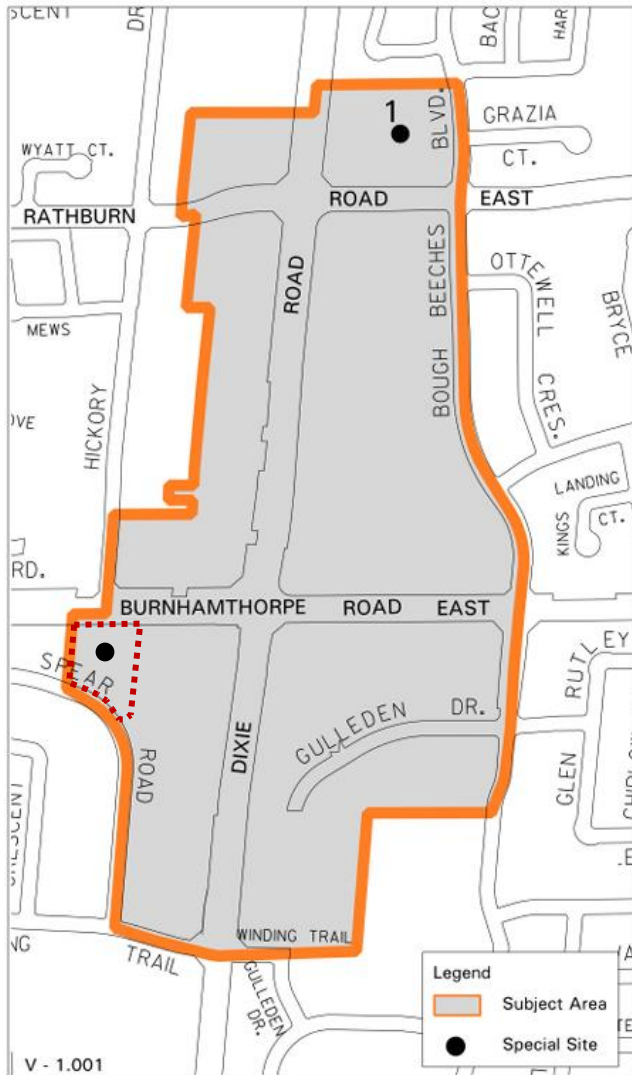 SCENT
DR
BAC
HAR
1
BLVD.
GRAZIA
CT.
WYATT CT.
RATHBURN ROAD EAST
ROAD
BOUGH BEECHES
OTTEWELL CRES.
BRYCE
MEWS
HICKORY
OVE
LANDING
KINGS
CT.
RD.
BURNHAMTHORPE ROAD EAST
SPEAR
ROAD
RUTLEY
GULLEDEN DR.
DIXIE
GLEN
ESCENT
WINDING TRAIL
NG
TRAIL
GULLEDEN DR.
Legend
Subject Area
Special Site
V - 1.001